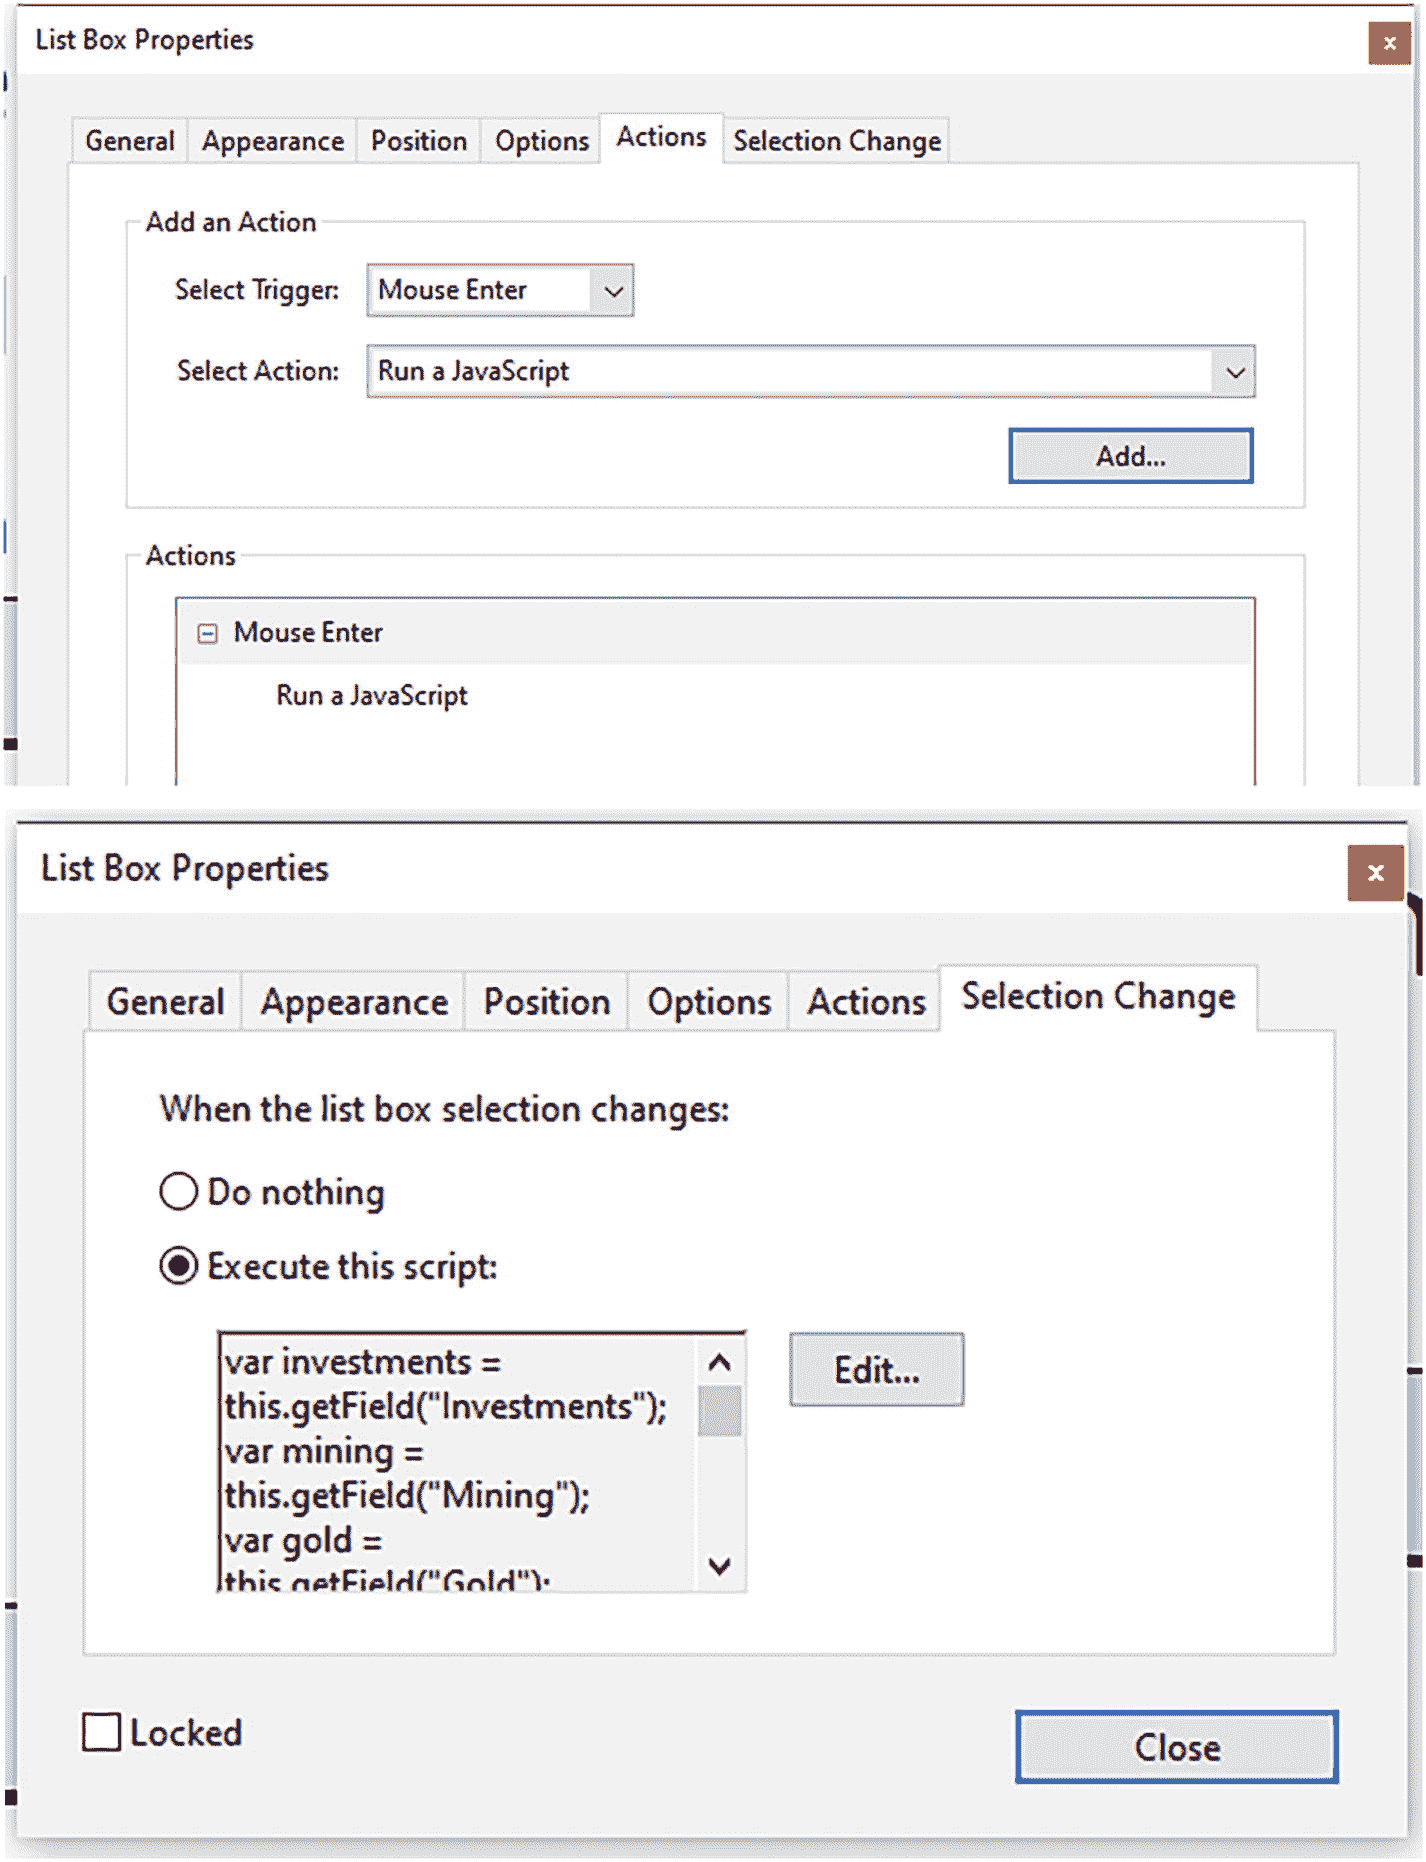 List Box Properties
x
General Appearance Position Options Actions Selection Change
Add an Action
Select Trigger: Mouse Enter
Select Action: Run a JavaScript
Add...
Actions
Mouse Enter
Run a JavaScript
List Box Properties
x
General Appearance Position Options Actions Selection Change
When the list box selection changes:
Do nothing
Execute this script:
var investments =
this.getField("Investments");
Edit...
var mining =
this.getField("Mining");
var gold =
this.getField("Gold");
Locked
Close